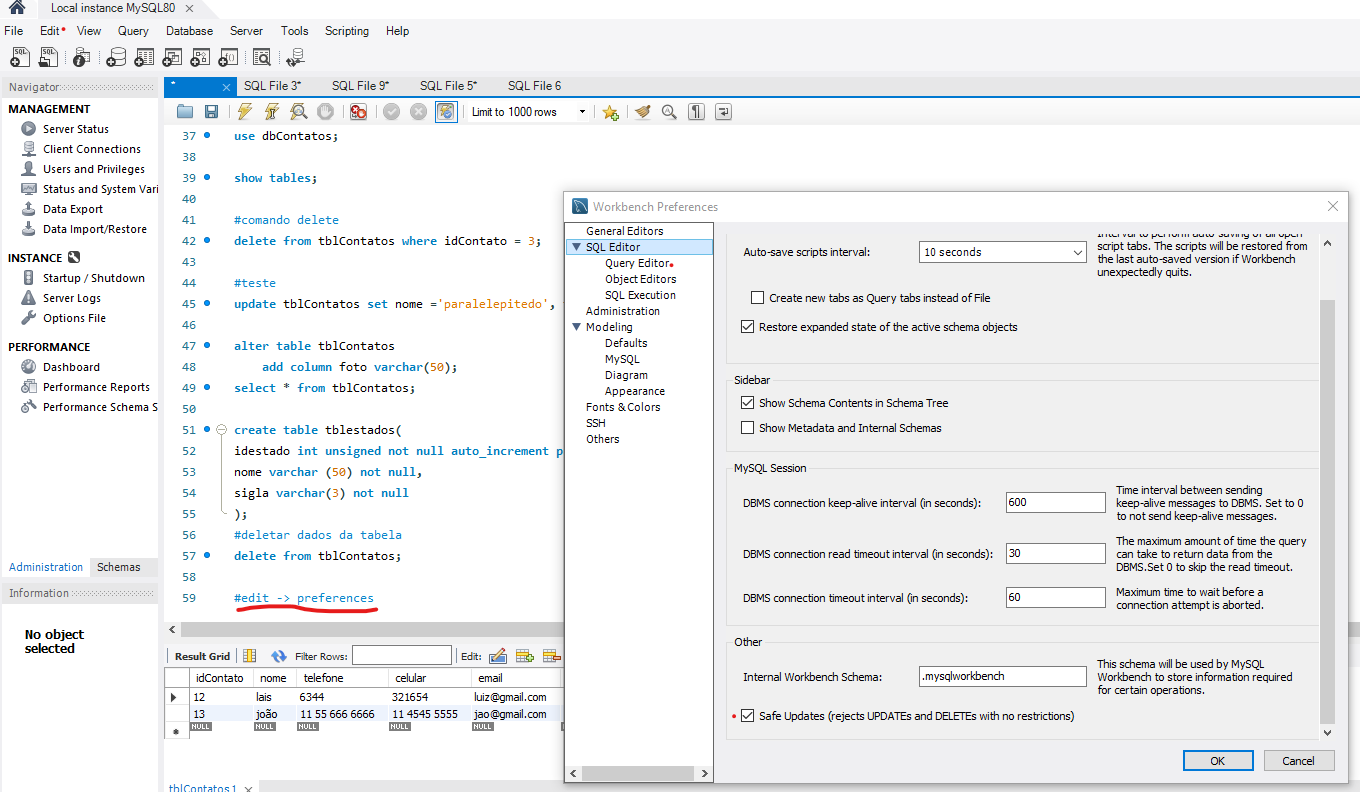 Local instance MySQL80 ×
File Edit View Query Database Server Tools Scripting Help
Navigator
MANAGEMENT
Server Status
Client Connections
Users and Privileges
Status and System Vari
Data Export
Data Import/Restore
INSTANCE
Startup / Shutdown
Server Logs
Options File
PERFORMANCE
Dashboard
Performance Reports
Performance Schema S
Administration Schemas
Information
No object
selected
* × SQL File 3* SQL File 9* SQL File 5* SQL File 6
Limit to 1000 rows
37 use dbContatos;
38
39 show tables;
40
41 #comando delete
42 delete from tblContatos where idContato = 3;
43
44 #teste
45 update tblContatos set nome ='paralelepitedo',
46
47 alter table tblContatos
48 add column foto varchar(50);
49 select * from tblContatos;
50
51 create table tblestados(
52 idestado int unsigned not null auto_increment p
53 nome varchar (50) not null,
54 sigla varchar(3) not null
55 );
56 #deletar dados da tabela
57 delete from tblContatos;
58
59 #edit -> preferences
Result Grid Filter Rows: Edit:
idContato nome telefone celular email
12 lais 6344 321654 luiz@gmail.com
13 joão 11 55 666 6666 11 4545 5555 jao@gmail.com
NULL NULL NULL NULL NULL
tblContatos 1 ×
Workbench Preferences
General Editors
SQL Editor
Query Editor
Object Editors
SQL Execution
Administration
Modeling
Defaults
MySQL
Diagram
Appearance
Fonts & Colors
SSH
Others
Auto-save scripts interval: 10 seconds
Interval to perform auto-saving of all open
script tabs. The scripts will be restored from
the last auto-saved version if Workbench
unexpectedly quits.
Create new tabs as Query tabs instead of File
Restore expanded state of the active schema objects
Sidebar
Show Schema Contents in Schema Tree
Show Metadata and Internal Schemas
MySQL Session
DBMS connection keep-alive interval (in seconds): 600
Time interval between sending
keep-alive messages to DBMS. Set to 0
to not send keep-alive messages.
DBMS connection read timeout interval (in seconds): 30
The maximum amount of time the query
can take to return data from the
DBMS.Set 0 to skip the read timeout.
DBMS connection timeout interval (in seconds): 60
Maximum time to wait before a
connection attempt is aborted.
Other
Internal Workbench Schema: .mysqlworkbench
This schema will be used by MySQL
Workbench to store information required
for certain operations.
Safe Updates (rejects UPDATEs and DELETEs with no restrictions)
OK Cancel